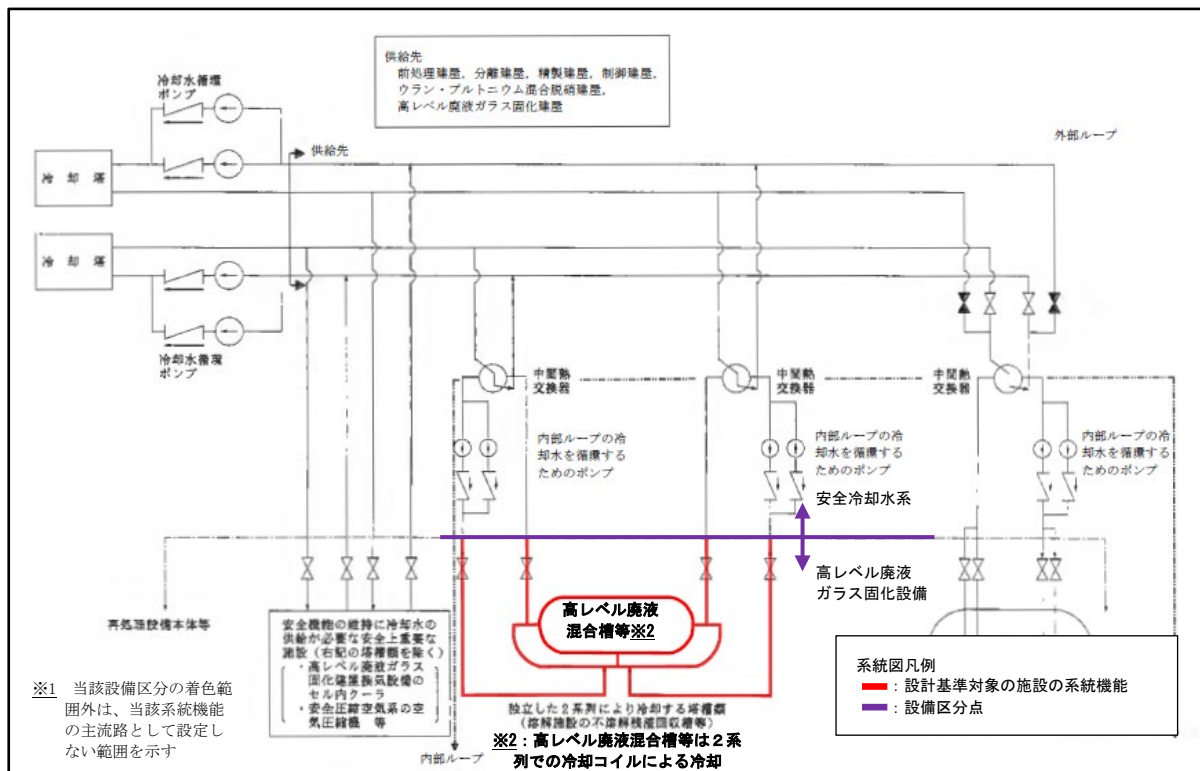 供給先
前処理建屋,分離建屋,精製建屋,制御建屋,
ウラン・プルトニウム混合脱硝建屋,
高レベル廃液ガラス固化建屋
冷却水循環
ポンプ
外部ループ
供給先
冷却塔
冷却塔
冷却水循環
ポンプ
中間熱
交換器
中間熱
交換器
中間熱
交換器
内部ループの冷
却水を循環する
ためのポンプ
内部ループの冷
却水を循環する
ためのポンプ
内部ループの冷
却水を循環する
ためのポンプ
安全冷却水系
高レベル廃液
ガラス固化設備
再処理設備本体等
安全機能の維持に冷却水の
供給が必要な安全上重要な
施設(右記の塔槽類を除く)
・高レベル廃液ガラス
固化建屋換気設備の
セル内クーラ
・安全圧縮空気系の空
気圧縮機 等
高レベル廃液
混合槽等※2
独立した2系列により冷却する塔槽類
(溶解施設の不溶解残渣回収槽等)
※2:高レベル廃液混合槽等は2系
列での冷却コイルによる冷却
内部ループ
※1 当該設備区分の着色範
囲外は、当該系統機能
の主流路として設定し
ない範囲を示す
系統図凡例
:設計基準対象の施設の系統機能
:設備区分点